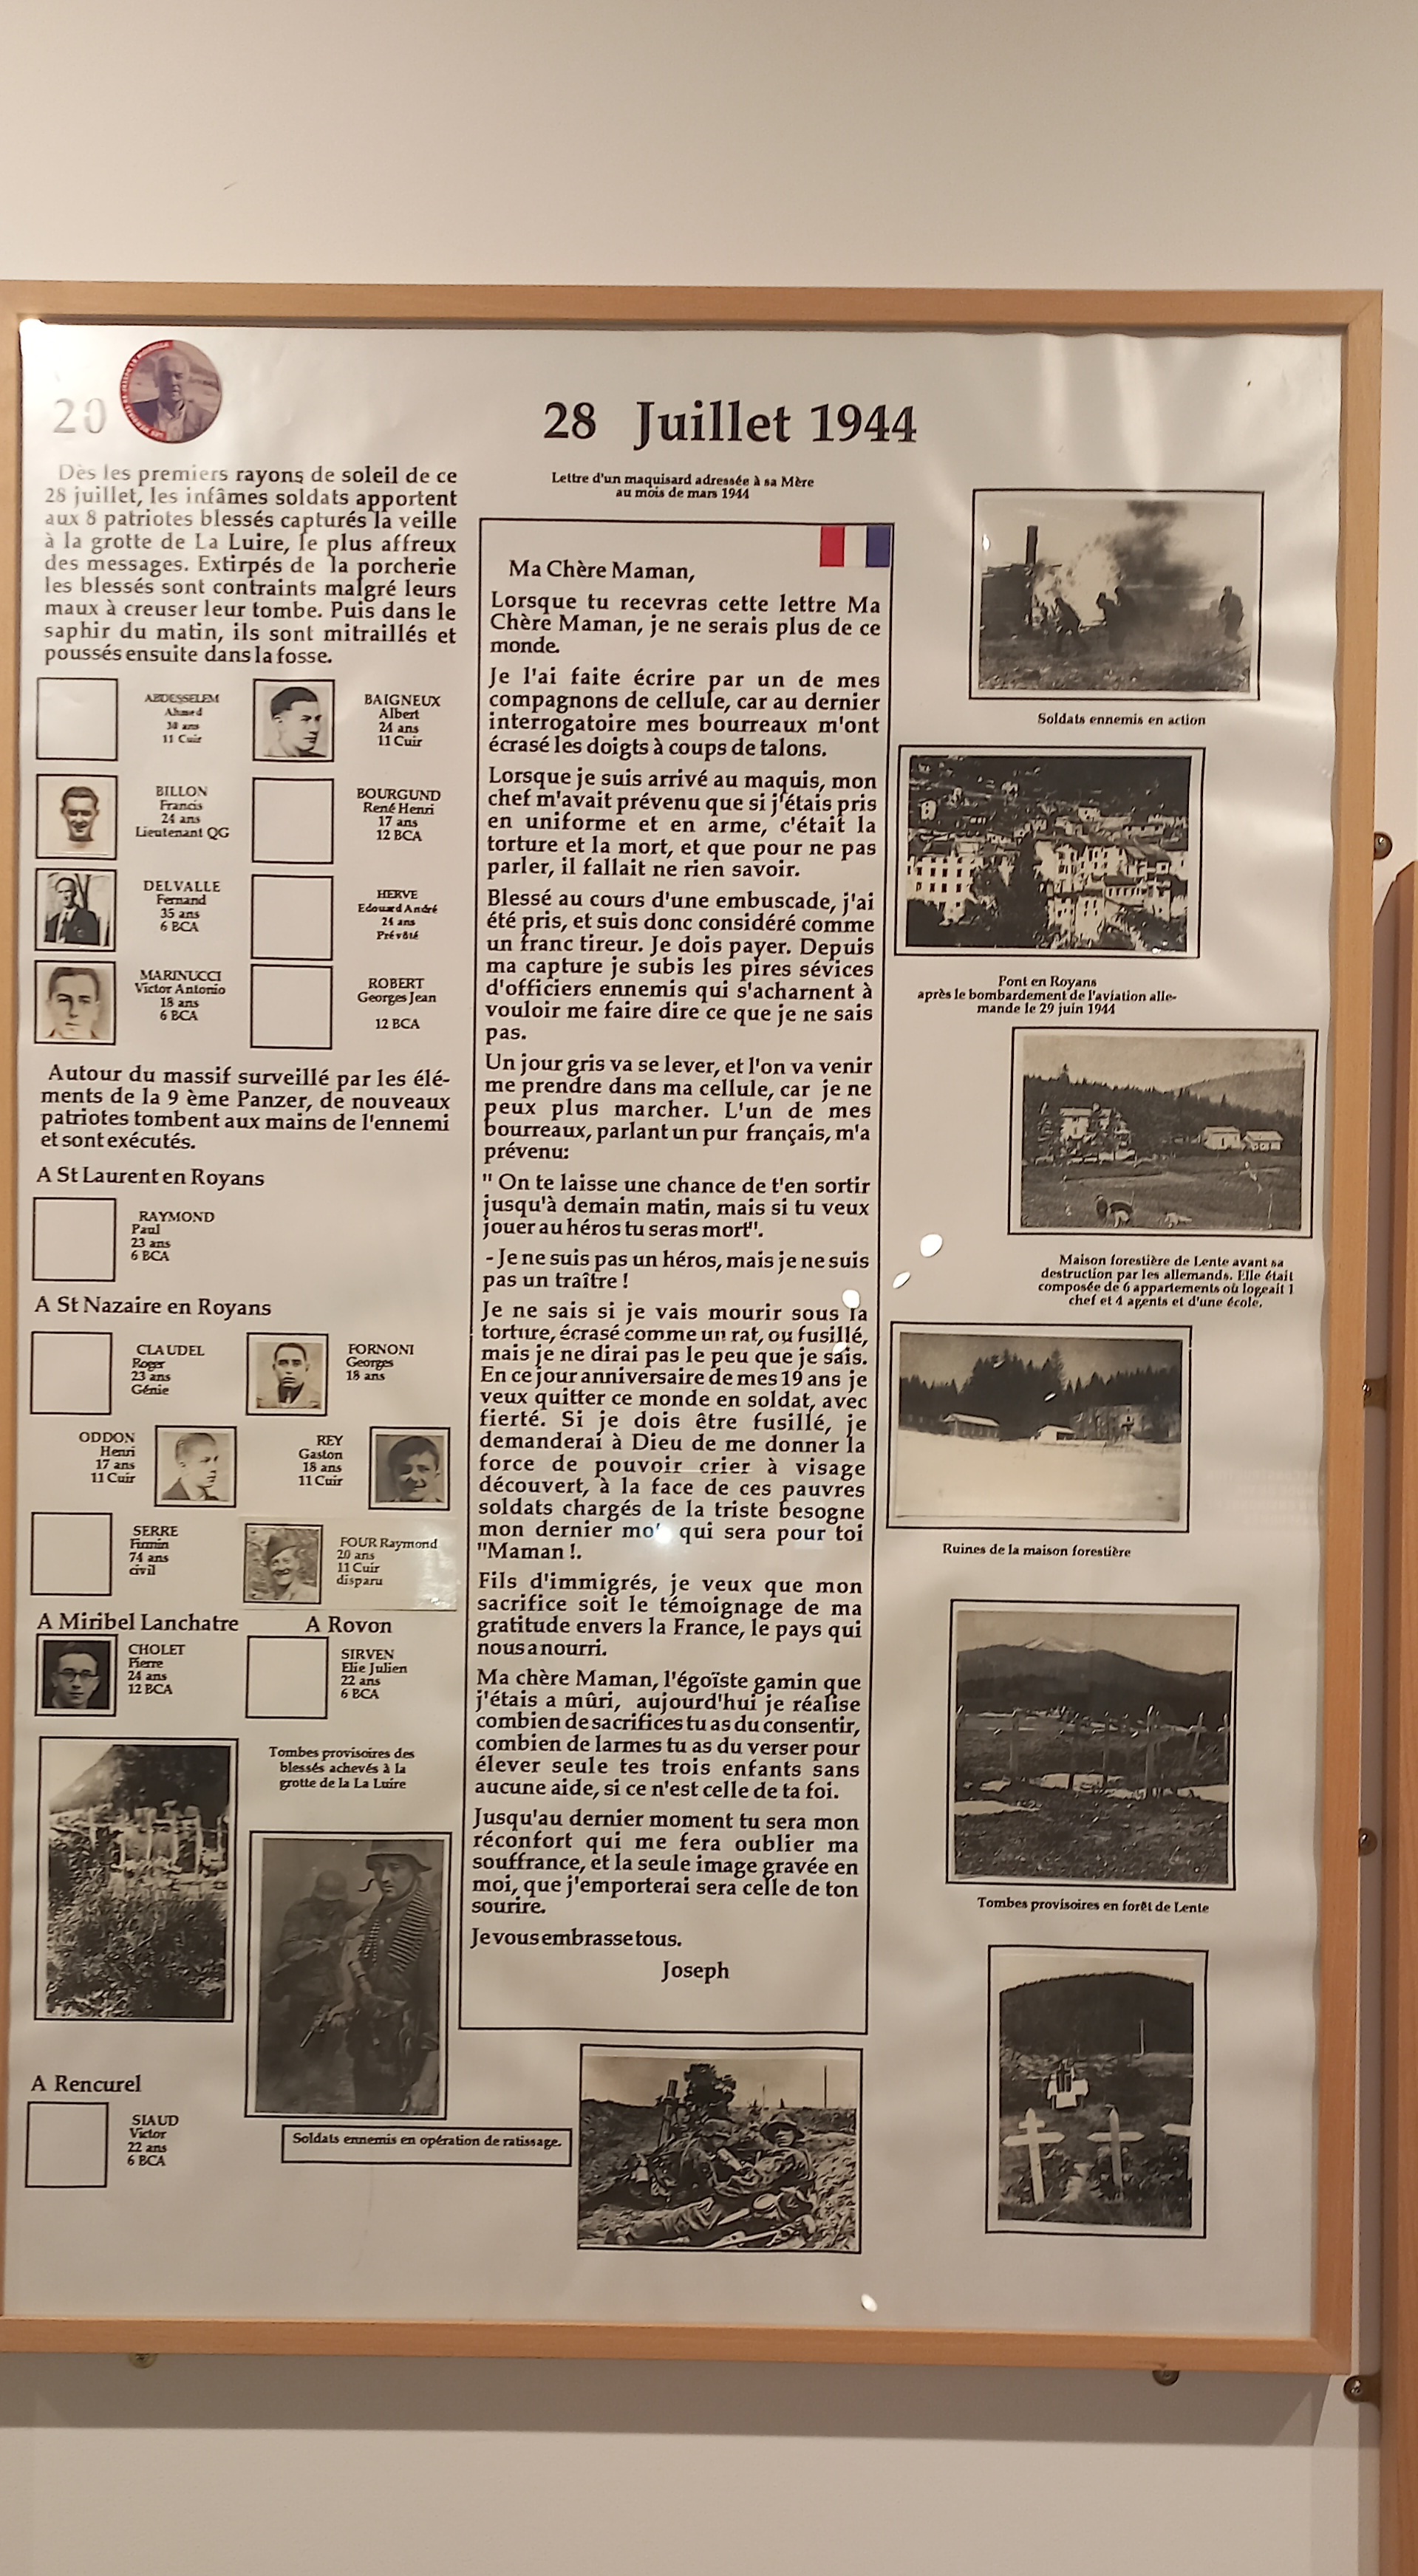 20
28 Juillet 1944
Dès les premiers rayons de soleil de ce
28 juillet, les infâmes soldats apportent
aux 8 patriotes blessés capturés la veille
à la grotte de La Luire, le plus affreux
des messages. Extirpés de la porcherie
les blessés sont contraints malgré leurs
maux à creuser leur tombe. Puis dans le
saphir du matin, ils sont mitraillés et
poussés ensuite dans la fosse.
ABDESSELEM
Ahmed
ans
11 Cuir
BAIGNEUX
Albert
24 ans
11 Cuir
BILLON
Francis
24 ans
Lieutenant QG
BOURGUND
René Henri
17 ans
12 BCA
DELVALLE
Fernand
35 ans
6 BCA
HERVE
Edouard André
24 ans
Prévôté
MARINUCCI
Victor Antonio
18 ans
6 BCA
ROBERT
Georges Jean
12 BCA
Autour du massif surveillé par les élé-
ments de la 9 ème Panzer, de nouveaux
patriotes tombent aux mains de l'ennemi
et sont exécutés.
A St Laurent en Royans
RAYMOND
Paul
23 ans
6 BCA
A St Nazaire en Royans
CLAUDEL
Roger
23 ans
Génie
FORNONI
Georges
18 ans
ODDON
Henri
17 ans
11 Cuir
REY
Gaston
18 ans
11 Cuir
SERRE
Firmin
74 ans
civil
FOUR Raymond
20 ans
11 Cuir
disparu
A Miribel Lanchatre
CHOLET
Pierre
24 ans
12 BCA
A Rovon
SIRVEN
Elie Julien
22 ans
6 BCA
Tombes provisoires des
blessés achevés à la
grotte de la La Luire
A Rencurel
SIAUD
Victor
22 ans
6 BCA
Soldats ennemis en opération de ratissage.
Lettre d'un maquisard adressée à sa Mère
au mois de mars 1944
Ma Chère Maman,
Lorsque tu recevras cette lettre Ma
Chère Maman, je ne serais plus de ce
monde.
Je l'ai faite écrire par un de mes
compagnons de cellule, car au dernier
interrogatoire mes bourreaux m'ont
écrasé les doigts à coups de talons.
Lorsque je suis arrivé au maquis, mon
chef m'avait prévenu que si j'étais pris
en uniforme et en arme, c'était la
torture et la mort, et que pour ne pas
parler, il fallait ne rien savoir.
Blessé au cours d'une embuscade, j'ai
été pris, et suis donc considéré comme
un franc tireur. Je dois payer. Depuis
ma capture je subis les pires sévices
d'officiers ennemis qui s'acharnent à
vouloir me faire dire ce que je ne sais
pas.
Un jour gris va se lever, et l'on va venir
me prendre dans ma cellule, car je ne
peux plus marcher. L'un de mes
bourreaux, parlant un pur français, m'a
prévenu:
" On te laisse une chance de t'en sortir
jusqu'à demain matin, mais si tu veux
jouer au héros tu seras mort".
- Je ne suis pas un héros, mais je ne suis
pas un traître !
Je ne sais si je vais mourir sous la
torture, écrasé comme un rat, ou fusillé,
mais je ne dirai pas le peu que je sais.
En ce jour anniversaire de mes 19 ans je
veux quitter ce monde en soldat, avec
fierté. Si je dois être fusillé, je
demanderai à Dieu de me donner la
force de pouvoir crier à visage
découvert, à la face de ces pauvres
soldats chargés de la triste besogne
mon dernier mot qui sera pour toi
"Maman !.
Fils d'immigrés, je veux que mon
sacrifice soit le témoignage de ma
gratitude envers la France, le pays qui
nous a nourri.
Ma chère Maman, l'égoïste gamin que
j'étais a mûri, aujourd'hui je réalise
combien de sacrifices tu as du consentir,
combien de larmes tu as du verser pour
élever seule tes trois enfants sans
aucune aide, si ce n'est celle de ta foi.
Jusqu'au dernier moment tu sera mon
réconfort qui me fera oublier ma
souffrance, et la seule image gravée en
moi, que j'emporterai sera celle de ton
sourire.
Je vous embrasse tous.
Joseph
Soldats ennemis en action
Pont en Royans
après le bombardement de l'aviation alle-
mande le 29 juin 1944
Maison forestière de Lente avant sa
destruction par les allemands. Elle était
composée de 6 appartements où logeait 1
chef et 4 agents et d'une école.
Ruines de la maison forestière
Tombes provisoires en forêt de Lente